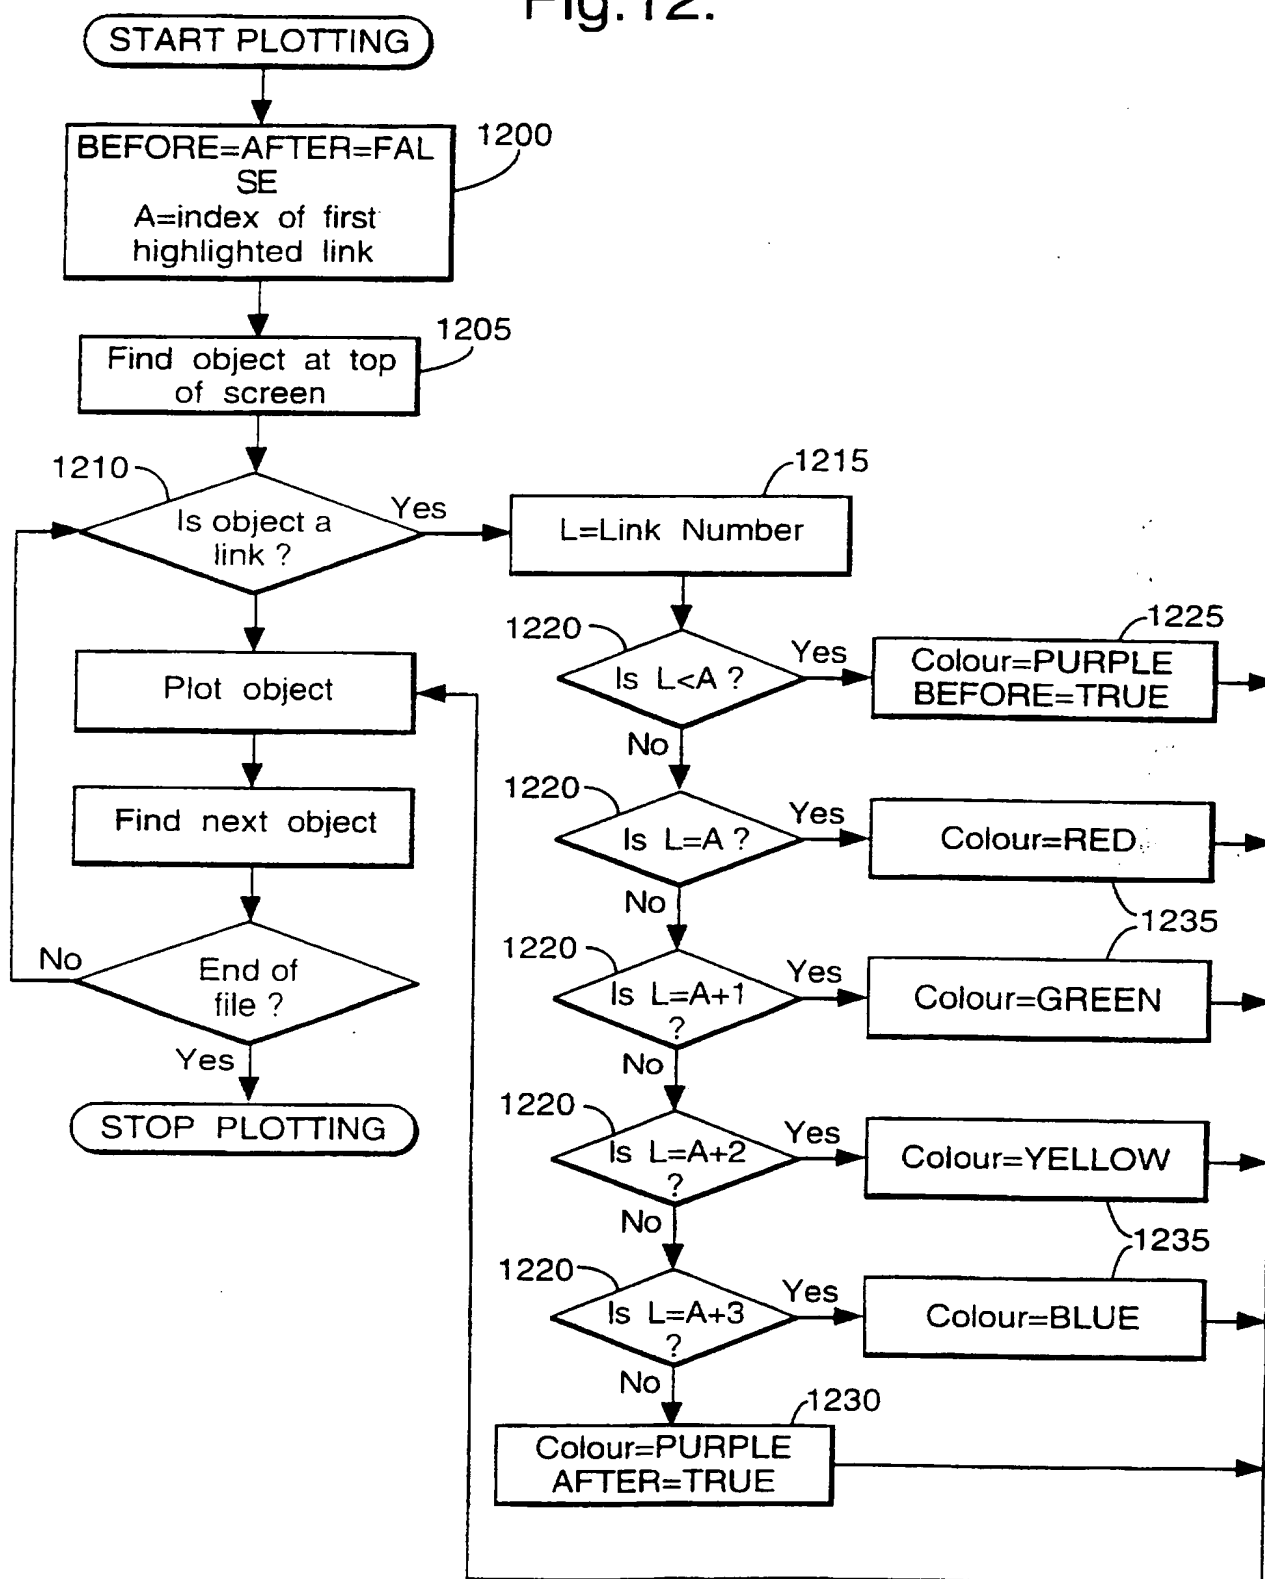 Fig.12.
START PLOTTING
BEFORE=AFTER=FAL
SE
A=index of first
highlighted link
1200
Find object at top
of screen
1205
1210
Is object a
link ?
Yes
1215
L=Link Number
Plot object
Find next object
End of
file ?
No
Yes
STOP PLOTTING
1220
Is L<A ?
Yes
No
1225
Colour=PURPLE
BEFORE=TRUE
1220
Is L=A ?
Yes
No
Colour=RED
1235
1220
Is L=A+1
?
Yes
No
Colour=GREEN
1220
Is L=A+2
?
Yes
No
Colour=YELLOW
1235
1220
Is L=A+3
?
Yes
No
Colour=BLUE
1230
Colour=PURPLE
AFTER=TRUE